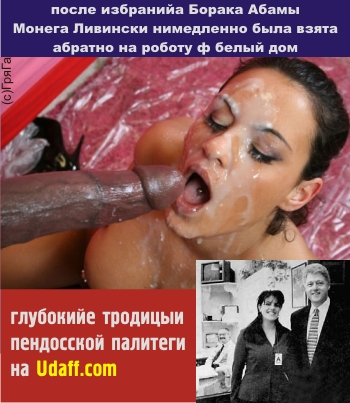 после избранийа Борака Абамы
Монега Ливински нимедленно была взята
абратно на роботу ф белый дом
(с)ГряГа
глубокийе тродицыи
пендосской палитеги
на Udaff.com